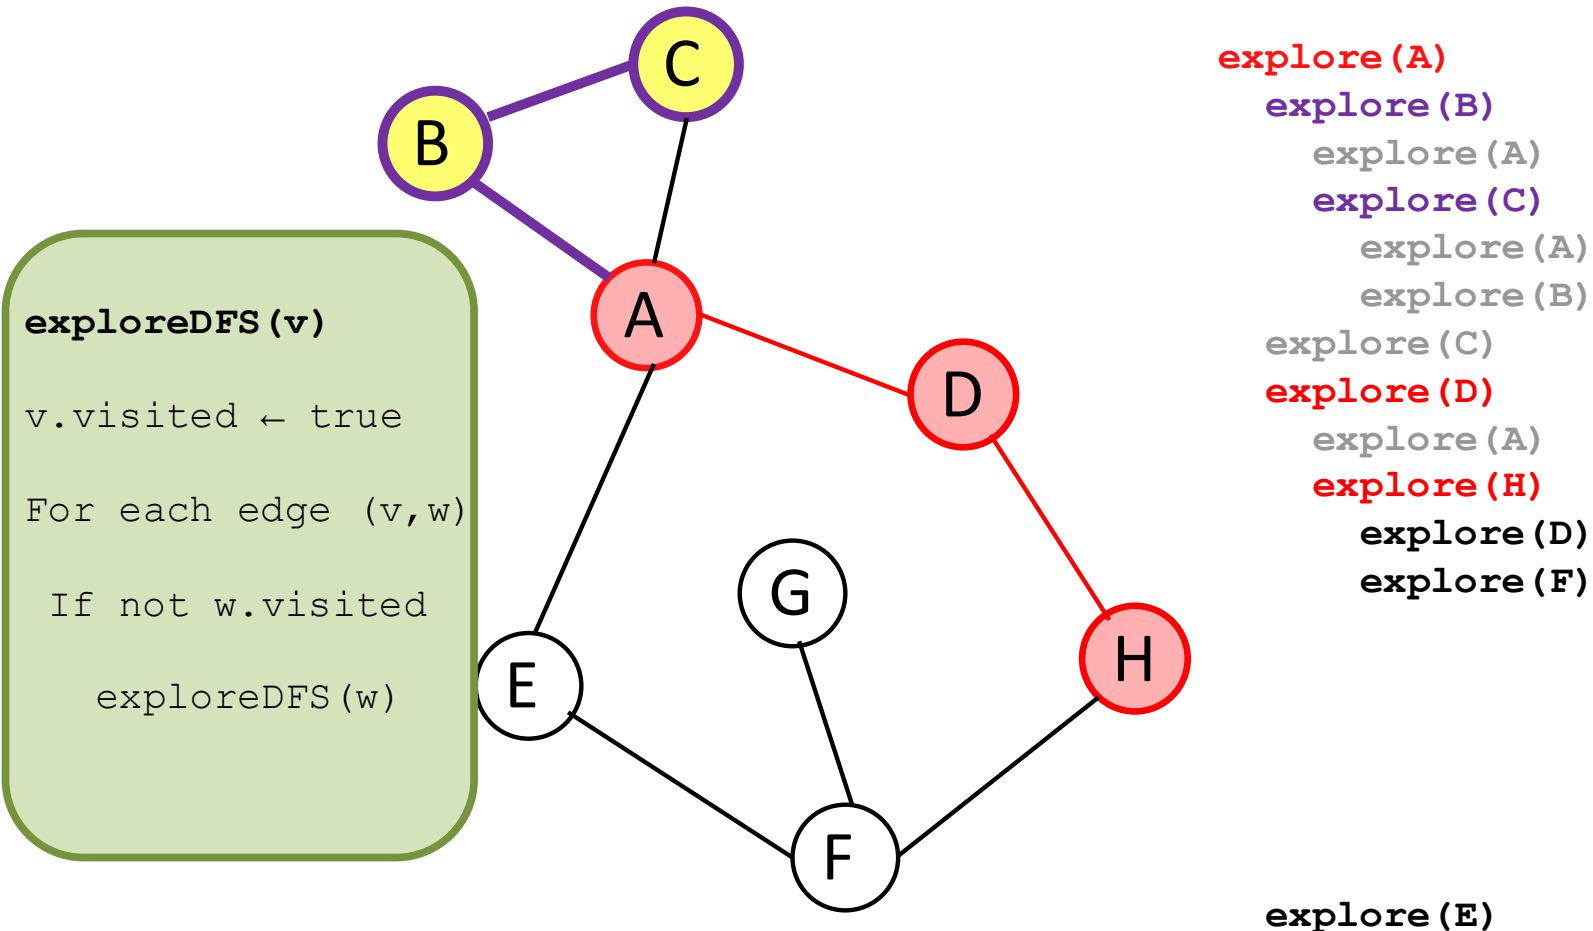 C
B
A
D
G
H
E
F
exploreDFS(v)
v.visited ← true
For each edge (v,w)
If not w.visited
exploreDFS(w)
explore(A)
explore(B)
explore(A)
explore(C)
explore(A)
explore(B)
explore(C)
explore(D)
explore(A)
explore(H)
explore(D)
explore(F)
explore(E)